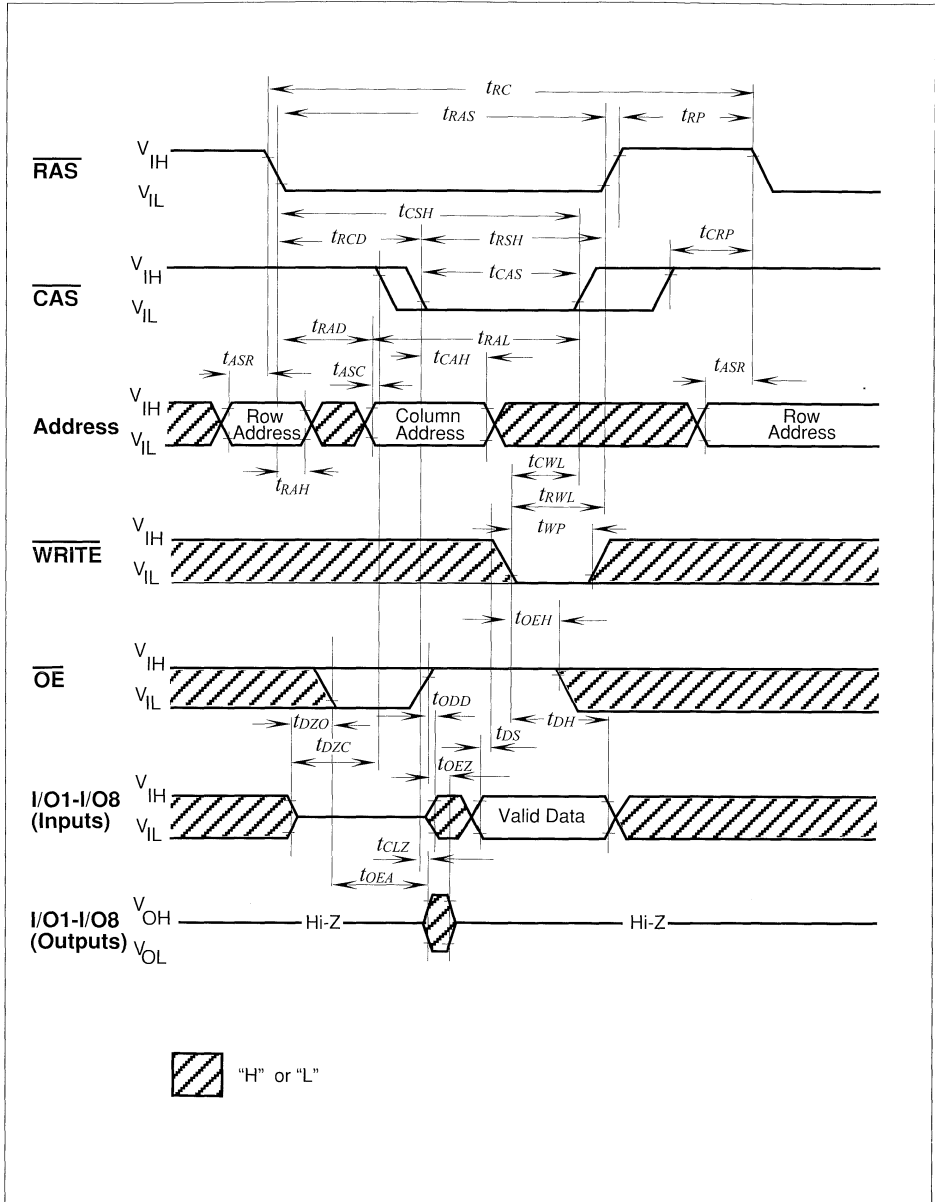 tRC
tRAS
tRP
RAS
VIH
VIL
tCSH
tRCD
tRSH
tCRP
CAS
VIH
VIL
tCAS
tRAD
tRAL
tASR
tASC
tCAH
tASR
Address
VIH
VIL
Row Address
Column Address
Row Address
tRAH
tCWL
tRWL
tWP
WRITE
VIH
VIL
tOEH
OE
VIH
VIL
tODD
tDZO
tDH
tDS
tDZC
tOEZ
I/O1-I/O8
(Inputs)
VIH
VIL
Valid Data
tCLZ
tOEA
I/O1-I/O8
(Outputs)
VOH
VOL
Hi-Z
Hi-Z
"H" or "L"